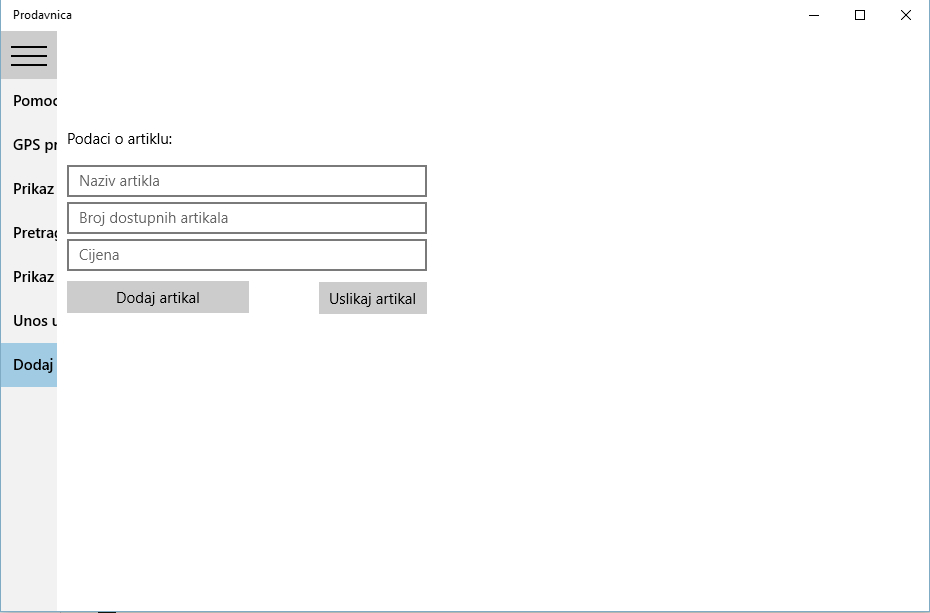 Prodavnica
Pomoc
GPS pr
Prikaz
Pretrag
Prikaz
Unos u
Dodaj
Podaci o artiklu:
Naziv artikla
Broj dostupnih artikala
Cijena
Dodaj artikal
Uslikaj artikal